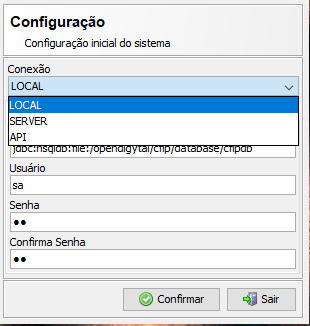 Configuração
Configuração inicial do sistema
Conexão
LOCAL
LOCAL
SERVER
API
jdbc:hsqldb:file:/opendigytal/cfip/database/cfipdb
Usuário
sa
Senha
●●
Confirma Senha
●●
Confirmar
Sair